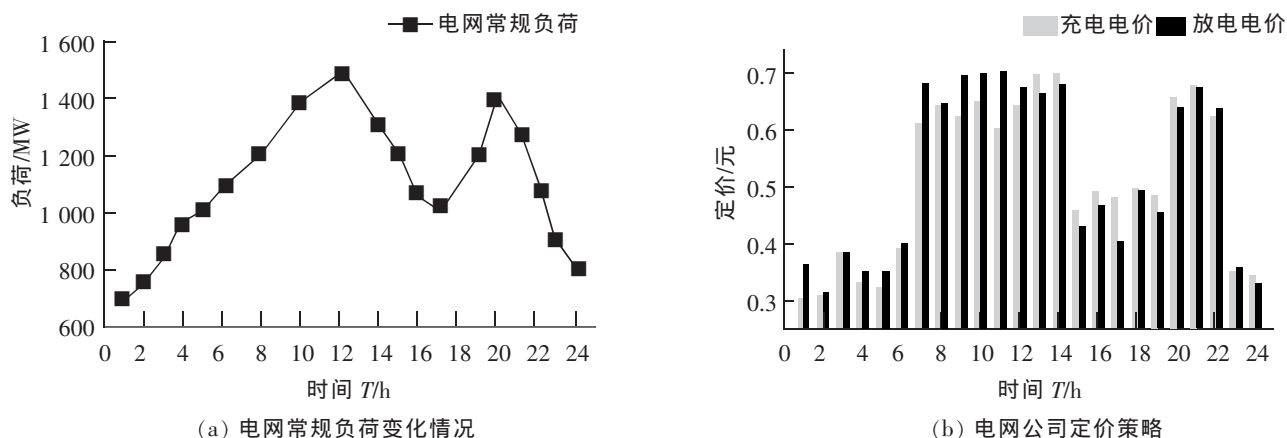 电网常规负荷
1 600
1 400
1 200
1 000
800
600
负荷/MW
0 2 4 6 8 10 12 14 16 18 20 22 24
时间 T/h
(a) 电网常规负荷变化情况
充电电价 放电电价
0.7
0.5
0.3
定价/元
0 2 4 6 8 10 12 14 16 18 20 22 24
时间 T/h
(b) 电网公司定价策略